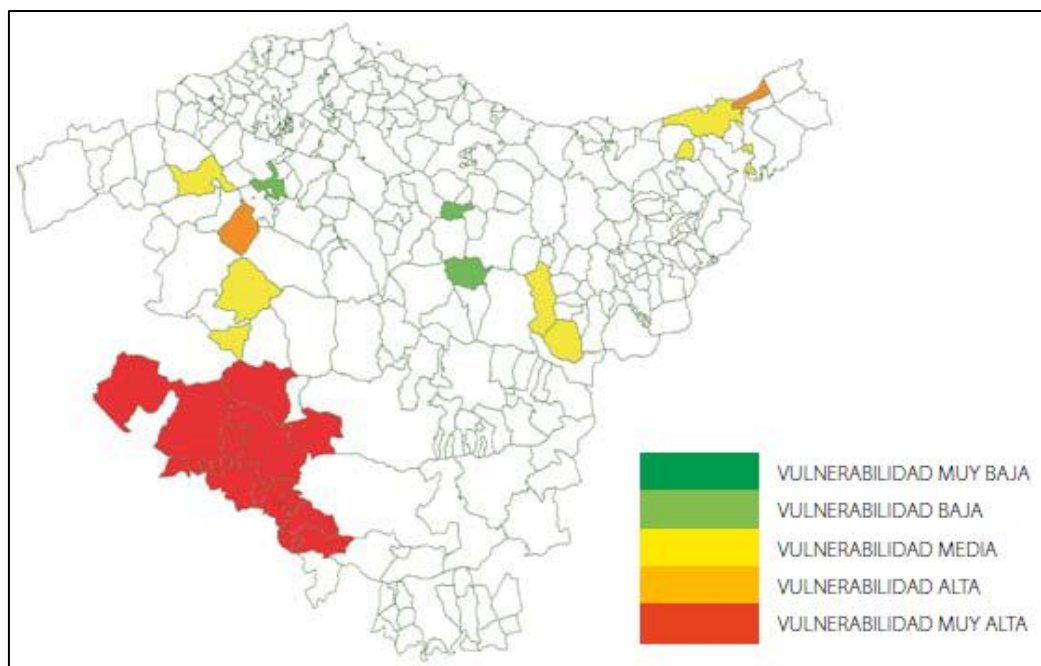 VULNERABILIDAD MUY BAJA
VULNERABILIDAD BAJA
VULNERABILIDAD MEDIA
VULNERABILIDAD ALTA
VULNERABILIDAD MUY ALTA